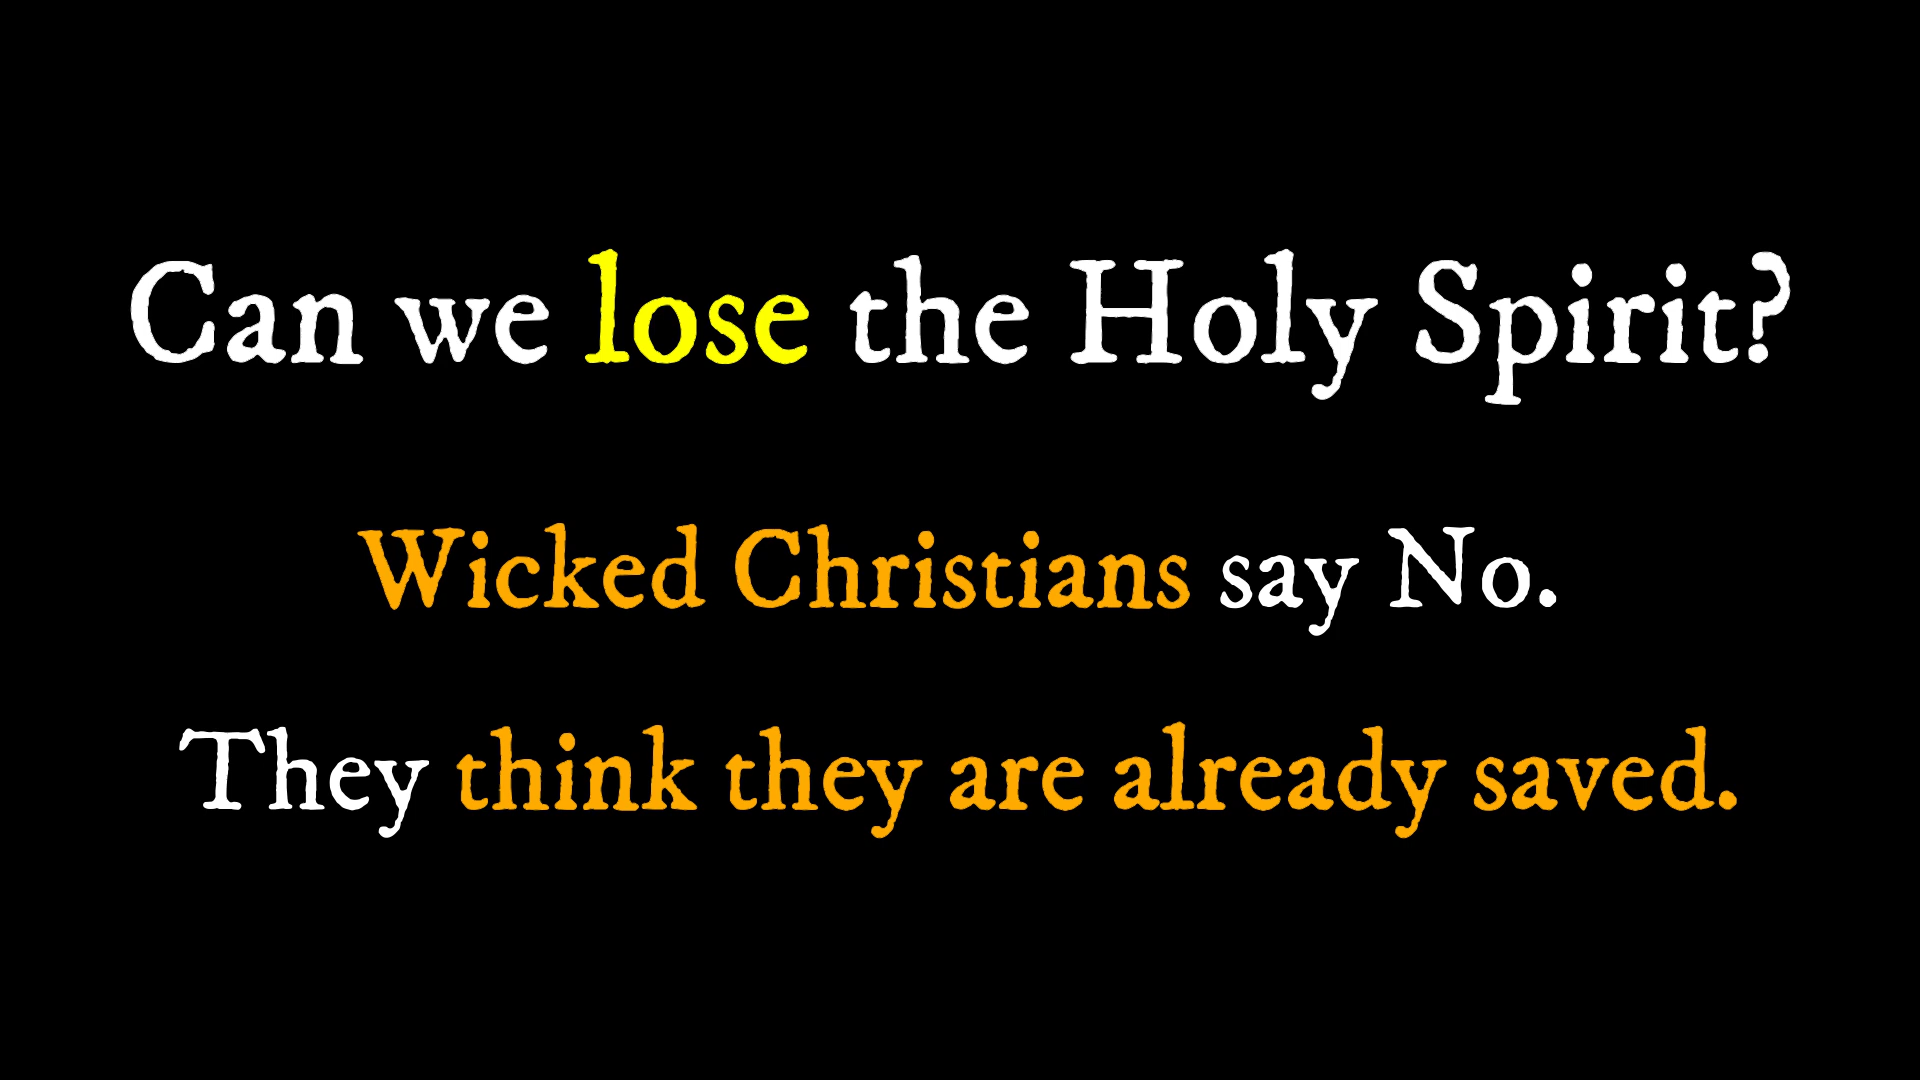 Can we lose the Holy Spirit?
Wicked Christians say No.
They think they are already saved.